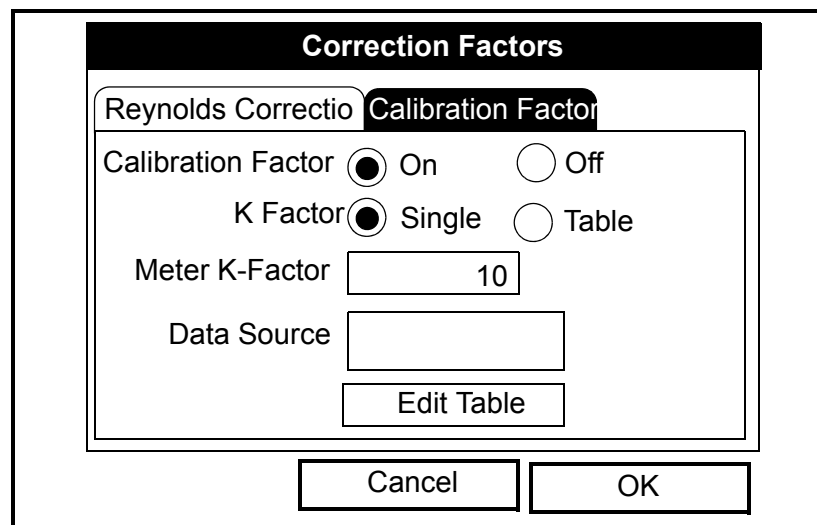 Correction Factors
Reynolds Correctio Calibration Factor
Calibration Factor On Off
K Factor Single Table
Meter K-Factor 10
Data Source
Edit Table
Cancel OK